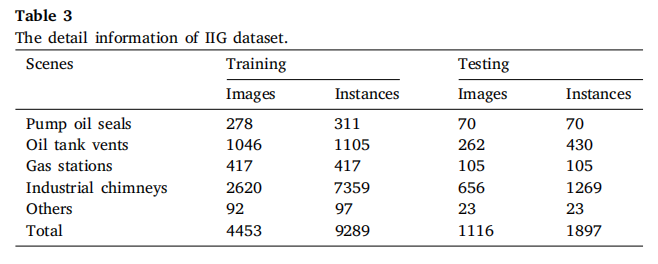 Table 3
The detail information of IIG dataset.
Scenes Training Testing
Images Instances Images Instances
Pump oil seals 278 311 70 70
Oil tank vents 1046 1105 262 430
Gas stations 417 417 105 105
Industrial chimneys 2620 7359 656 1269
Others 92 97 23 23
Total 4453 9289 1116 1897